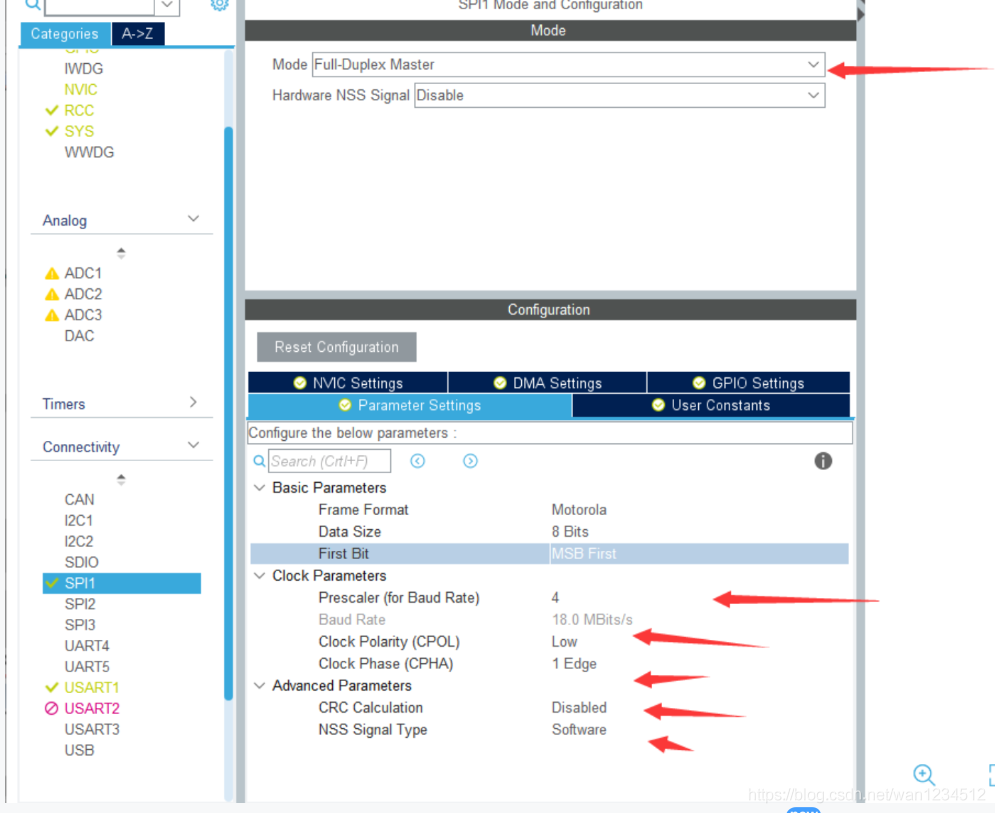 SPI1 Mode and Configuration
Categories A->Z
Mode
Mode Full-Duplex Master
Hardware NSS Signal Disable
IWDG
NVIC
RCC
SYS
WWDG
Analog
ADC1
ADC2
ADC3
DAC
Timers
Connectivity
CAN
I2C1
I2C2
SDIO
SPI1
SPI2
SPI3
UART4
UART5
USART1
USART2
USART3
USB
Configuration
Reset Configuration
NVIC Settings DMA Settings GPIO Settings
Parameter Settings User Constants
Configure the below parameters :
Search (Crtl+F)
Basic Parameters
Frame Format Motorola
Data Size 8 Bits
First Bit MSB First
Clock Parameters
Prescaler (for Baud Rate) 4
Baud Rate 18.0 MBits/s
Clock Polarity (CPOL) Low
Clock Phase (CPHA) 1 Edge
Advanced Parameters
CRC Calculation Disabled
NSS Signal Type Software
https://blog.csdn.net/wan1234512